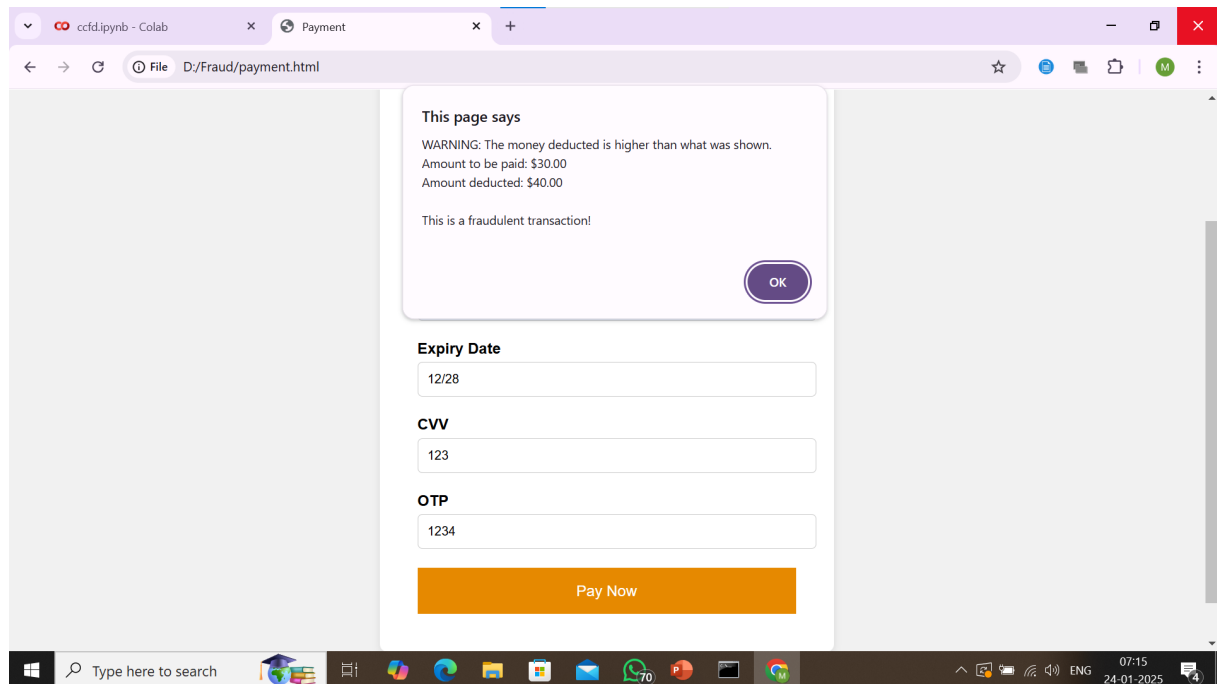 ccfd.ipynb - Colab
Payment
File D:/Fraud/payment.html
M
This page says
WARNING: The money deducted is higher than what was shown.
Amount to be paid: $30.00
Amount deducted: $40.00
This is a fraudulent transaction!
OK
Expiry Date
12/28
CVV
123
OTP
1234
Pay Now
Type here to search
70
P
M
ENG
07:15
24-01-2025
4